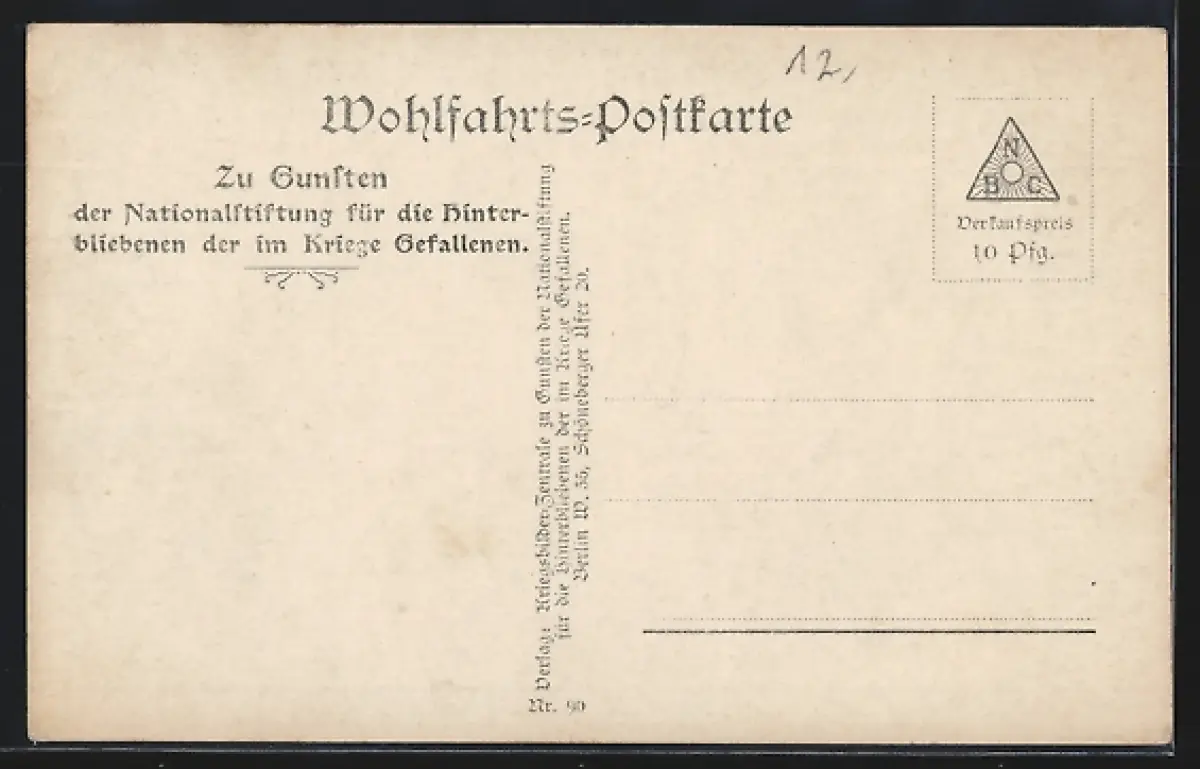 12,
Wohlfahrts-Postkarte
Zu Gunsten
der Nationalstiftung für die Hinter-
bliebenen der im Kriege Gefallenen.
N
B C
Verkaufspreis
10 Pfg.
Verlag: Kriegsbilder-Zentrale zu Gunsten der Nationalstiftung
für die Hinterbliebenen der im Kriege Gefallenen.
Berlin W. 35, Schöneberger Ufer 20.
Nr. 90